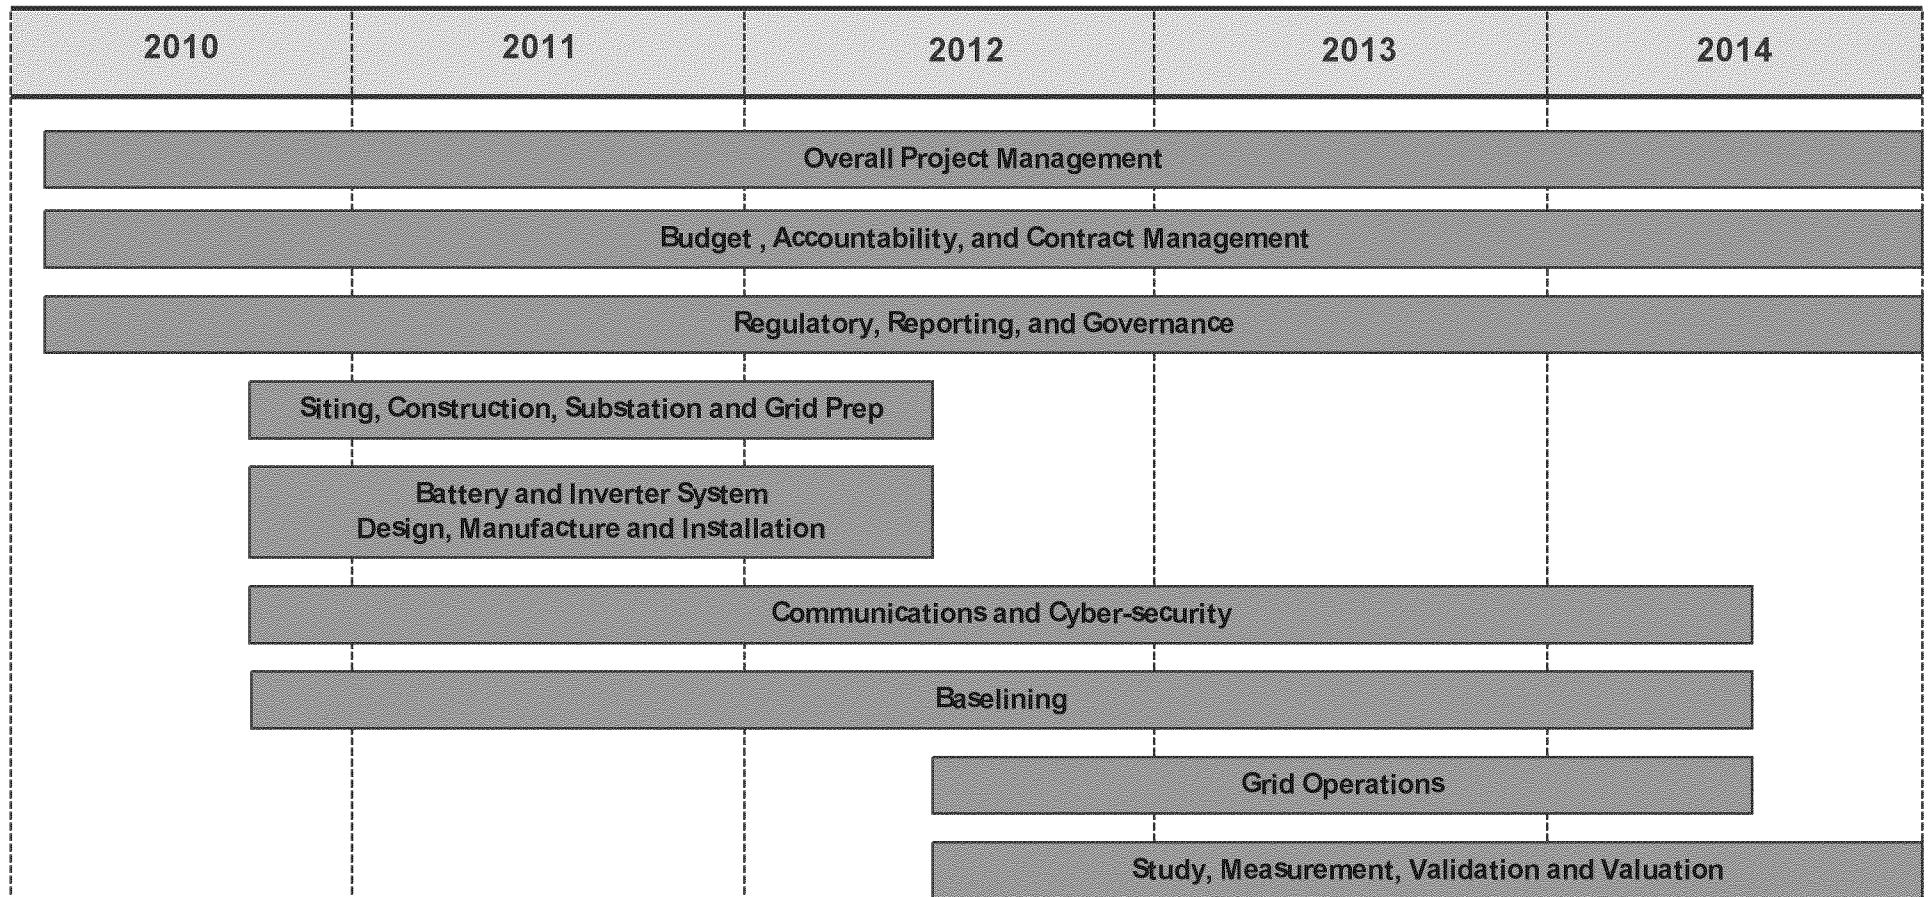 2010 2011 2012 2013 2014
Overall Project Management
Budget , Accountability, and Contract Management
Regulatory, Reporting, and Governance
Siting, Construction, Substation and Grid Prep
Battery and Inverter System
Design, Manufacture and Installation
Communications and Cyber-security
Baselining
Grid Operations
Study, Measurement, Validation and Valuation